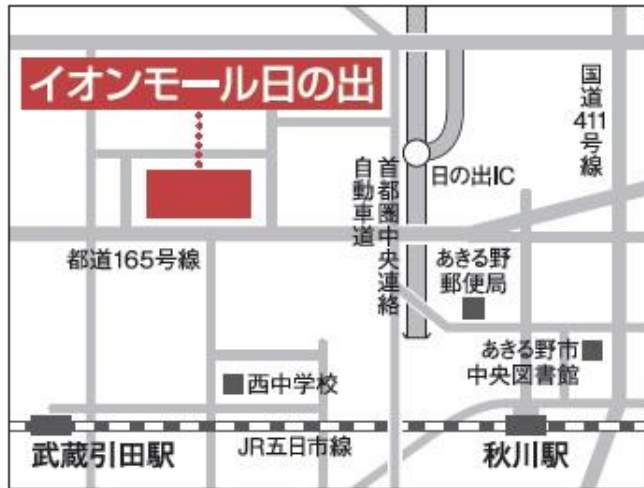 イオンモール日の出
国道411号線
日の出IC
首都圏中央連絡
自動車道
都道165号線
あきる野
郵便局
あきる野市
中央図書館
西中学校
武蔵引田駅
JR五日市線
秋川駅